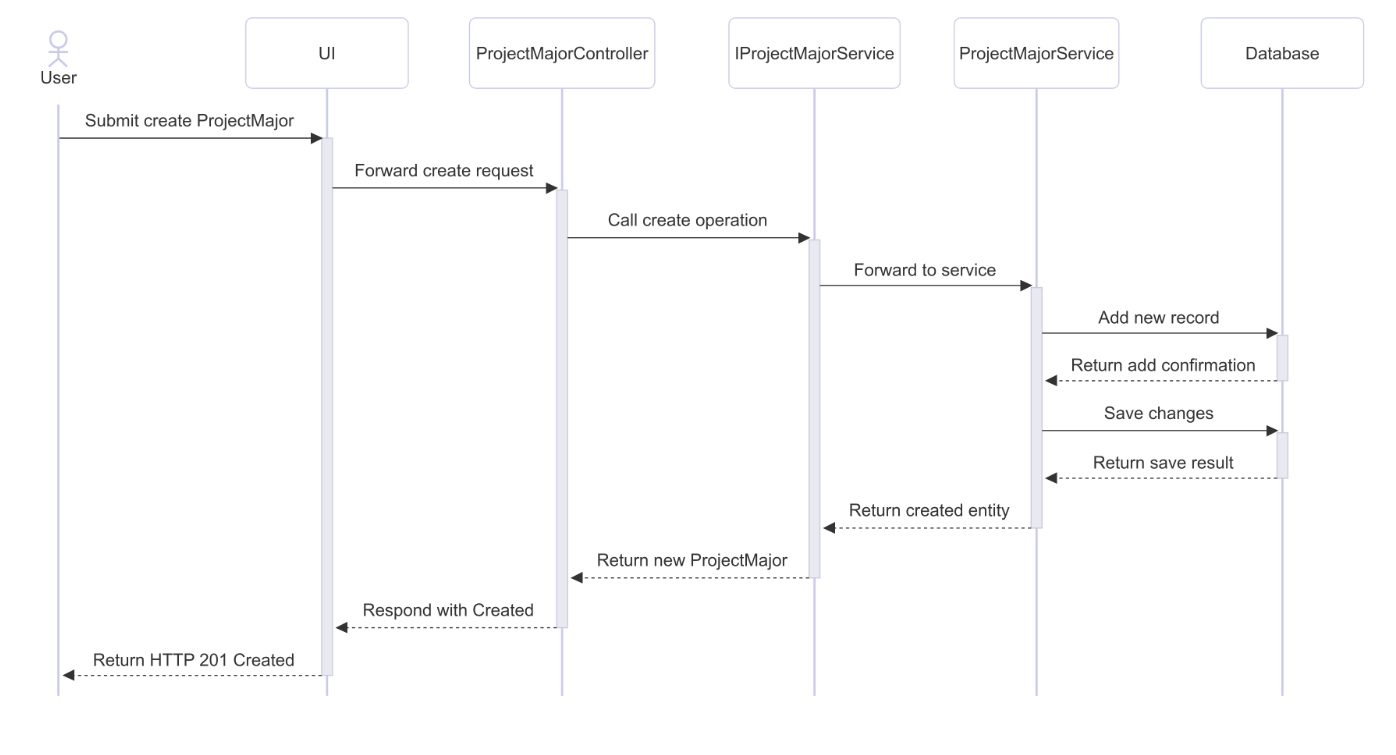 User
UI
ProjectMajorController
IProjectMajorService
ProjectMajorService
Database
Submit create ProjectMajor
Forward create request
Call create operation
Forward to service
Add new record
Return add confirmation
Save changes
Return save result
Return created entity
Return new ProjectMajor
Respond with Created
Return HTTP 201 Created